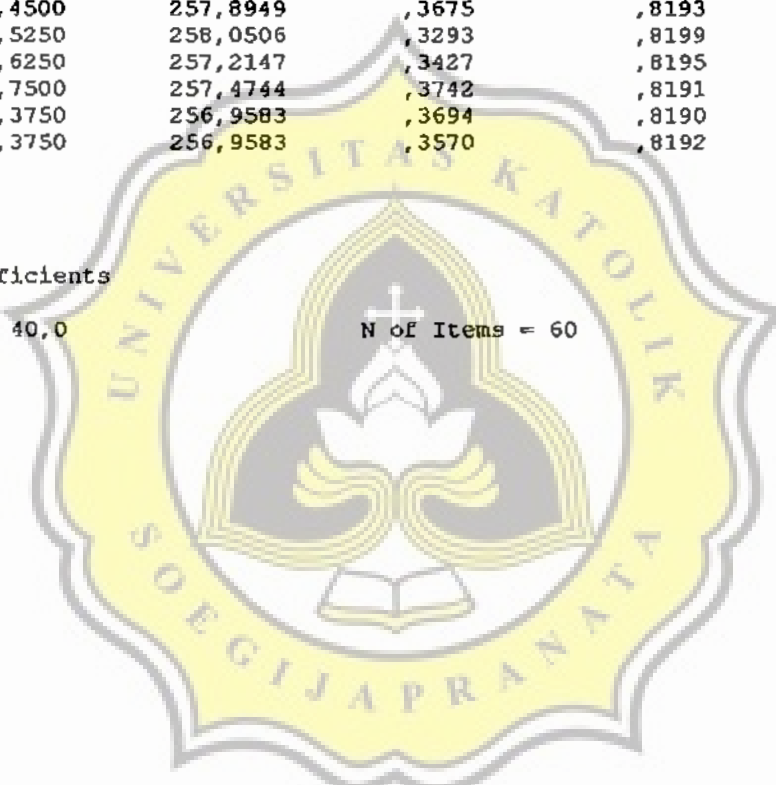 ,4500 257,8949 ,3675 ,8193
,5250 258,0506 ,3293 ,8199
,6250 257,2147 ,3427 ,8195
,7500 257,4744 ,3742 ,8191
,3750 256,9583 ,3694 ,8190
,3750 256,9583 ,3570 ,8192
ficients
40,0 N of Items = 60
UNIVERSITAS KATOLIK
SOEGIJAPRANATA